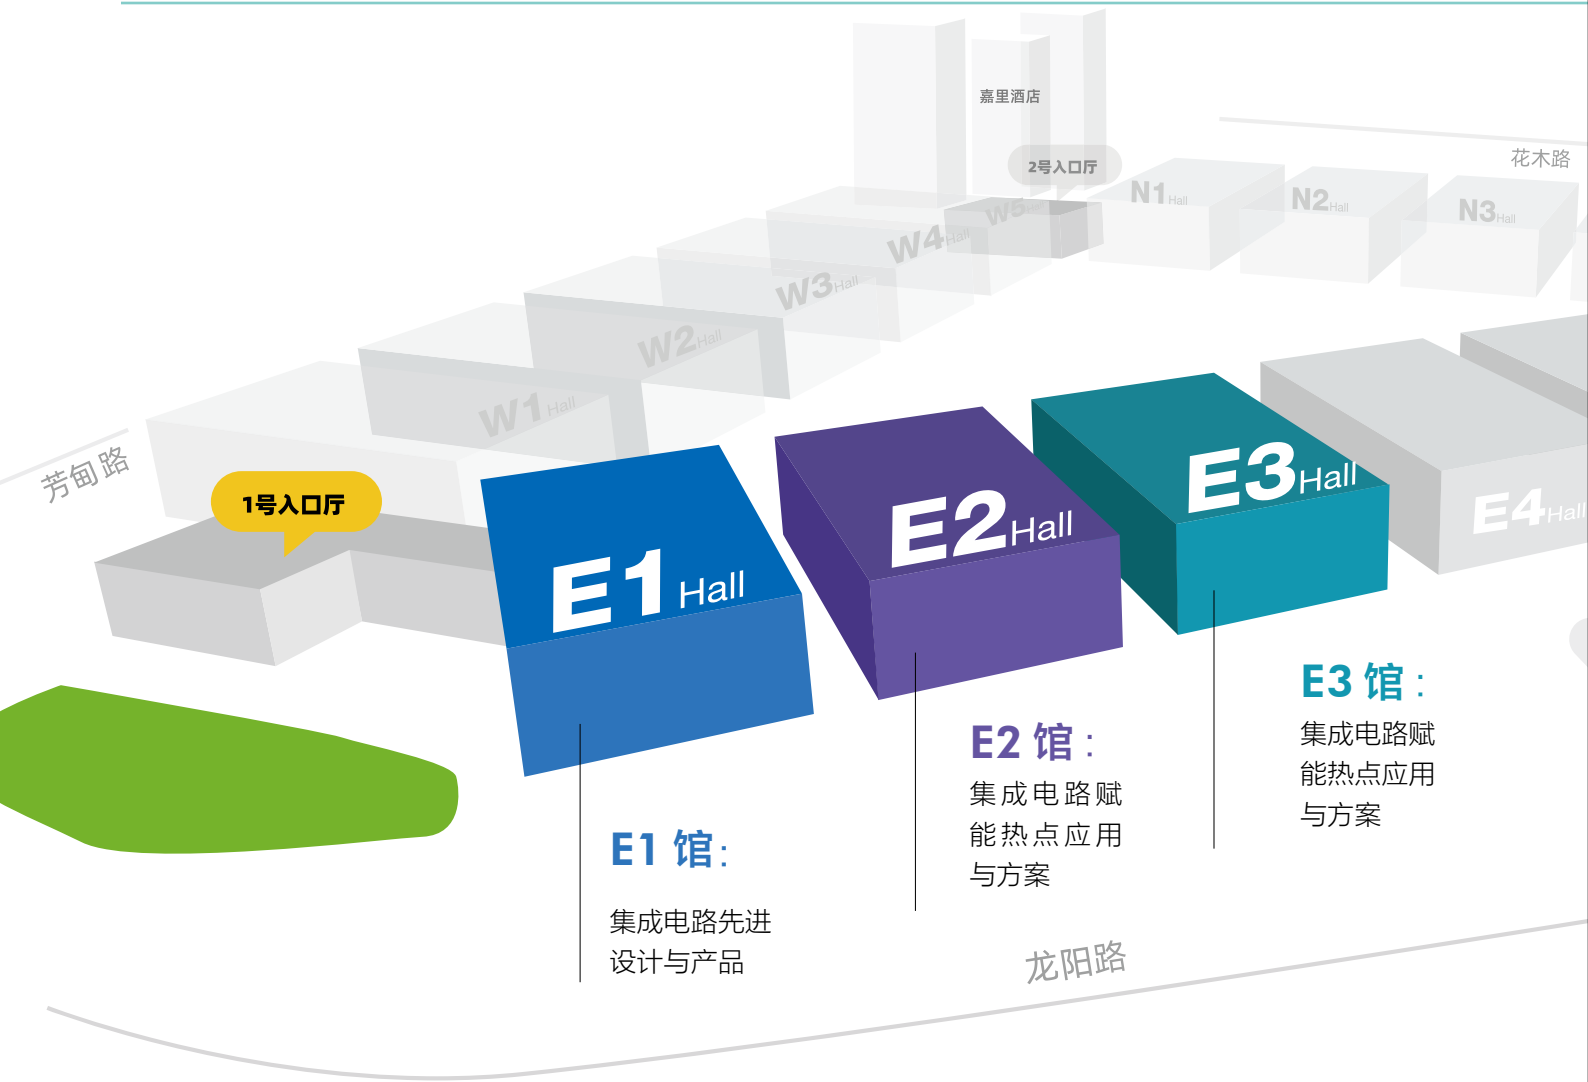 嘉里酒店
2号入口厅
花木路
N1 Hall
N2 Hall
N3 Hall
W5
W4 Hall
W3 Hall
W2 Hall
W1 Hall
芳甸路
1号入口厅
E1 Hall
E2 Hall
E3 Hall
E4 Hall
E3 馆：
集成电路赋
能热点应用
与方案
E2 馆：
集成电路赋
能热点应用
与方案
E1 馆：
集成电路先进
设计与产品
龙阳路